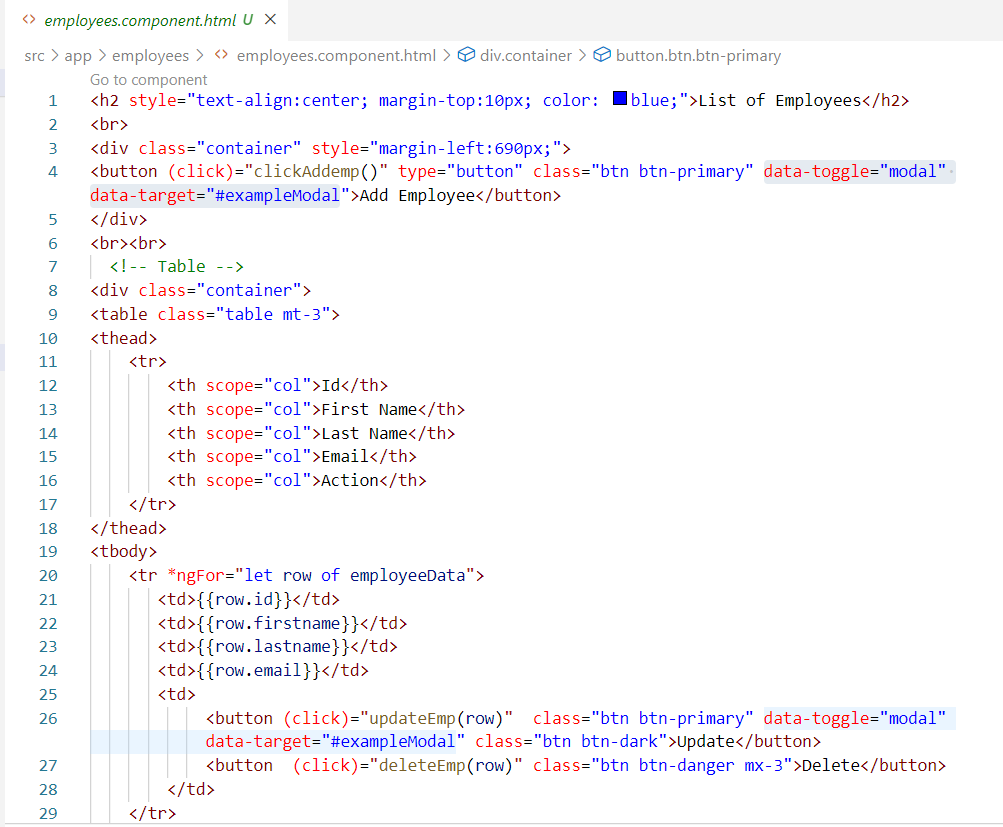 employees.component.html U
src > app > employees > employees.component.html > div.container > button.btn.btn-primary
Go to component
1 <h2 style="text-align:center; margin-top:10px; color: blue;">List of Employees</h2>
2 <br>
3 <div class="container" style="margin-left:690px;">
4 <button (click)="clickAddemp()" type="button" class="btn btn-primary" data-toggle="modal"
data-target="#exampleModal">Add Employee</button>
5 </div>
6 <br><br>
7 <!-- Table -->
8 <div class="container">
9 <table class="table mt-3">
10 <thead>
11 <tr>
12 <th scope="col">Id</th>
13 <th scope="col">First Name</th>
14 <th scope="col">Last Name</th>
15 <th scope="col">Email</th>
16 <th scope="col">Action</th>
17 </tr>
18 </thead>
19 <tbody>
20 <tr *ngFor="let row of employeeData">
21 <td>{{row.id}}</td>
22 <td>{{row.firstname}}</td>
23 <td>{{row.lastname}}</td>
24 <td>{{row.email}}</td>
25 <td>
26 <button (click)="updateEmp(row)"  class="btn btn-primary" data-toggle="modal"
data-target="#exampleModal" class="btn btn-dark">Update</button>
27 <button  (click)="deleteEmp(row)" class="btn btn-danger mx-3">Delete</button>
28 </td>
29 </tr>